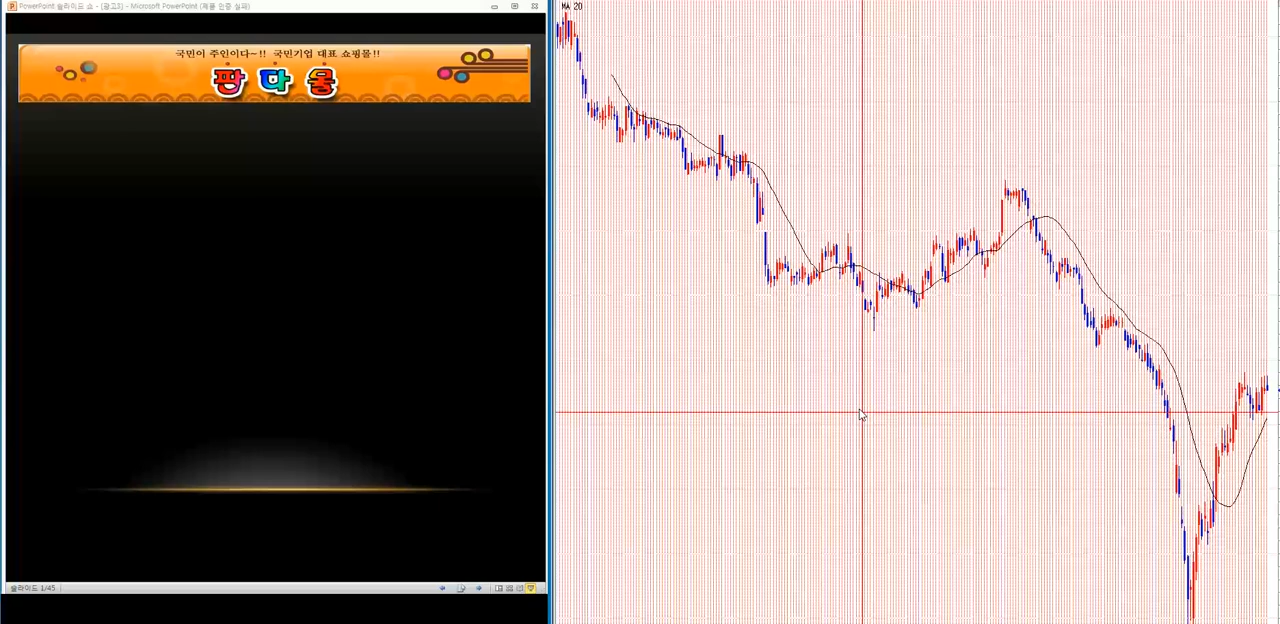 PowerPoint 슬라이드 쇼 - [광고3] - Microsoft PowerPoint (제품 인증 실패)
국민이 주인이다~!! 국민기업 대표 쇼핑몰!!
판다몰
슬라이드 1/45
MA 20